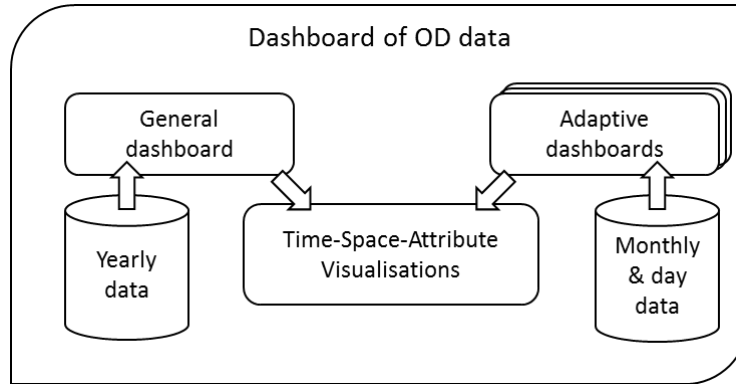 Dashboard of OD data
General
dashboard
Adaptive
dashboards
Time-Space-Attribute
Visualisations
Yearly
data
Monthly
& day
data